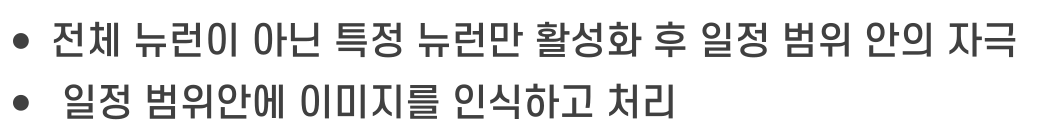 • 전체 뉴런이 아닌 특정 뉴런만 활성화 후 일정 범위 안의 자극
• 일정 범위안에 이미지를 인식하고 처리